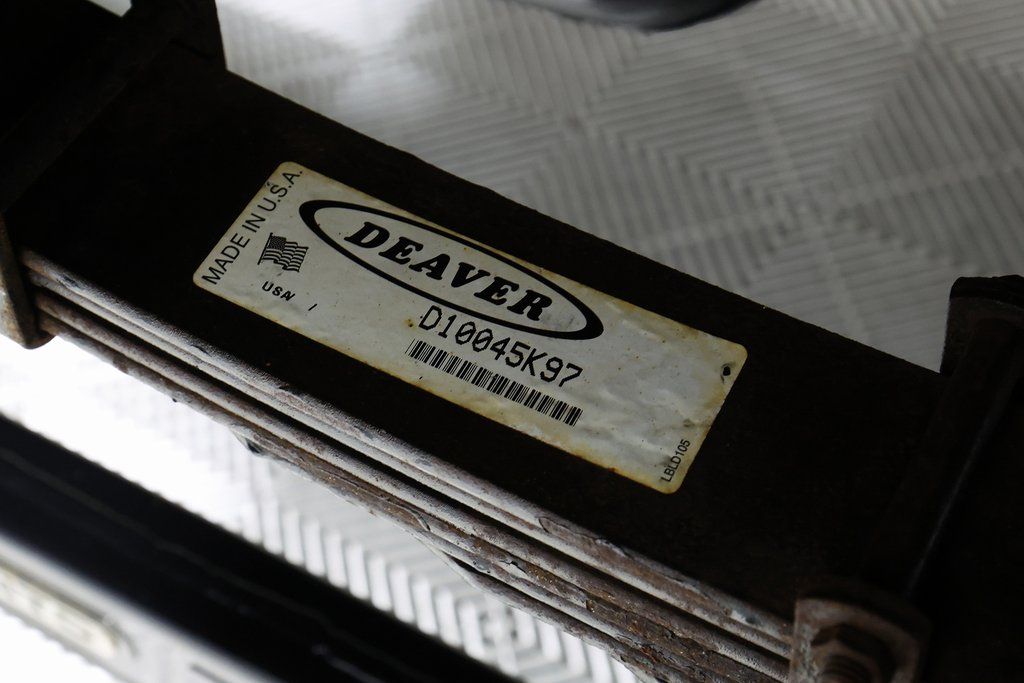 MADE IN U.S.A.
DEAVER
USA /
D10045K97
LBLD105